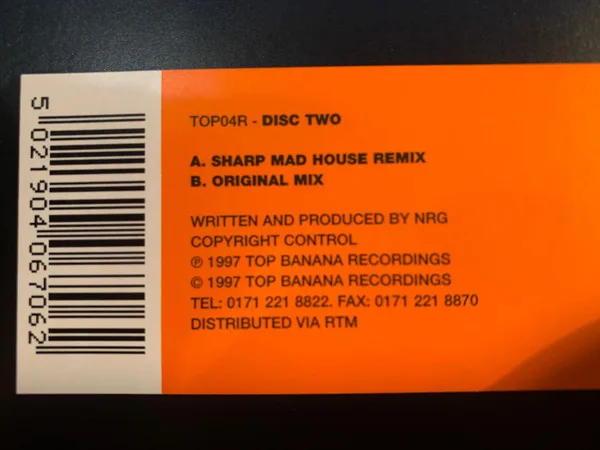 5 021904 067062
TOP04R - DISC TWO
A. SHARP MAD HOUSE REMIX
B. ORIGINAL MIX
WRITTEN AND PRODUCED BY NRG
COPYRIGHT CONTROL
℗ 1997 TOP BANANA RECORDINGS
© 1997 TOP BANANA RECORDINGS
TEL: 0171 221 8822. FAX: 0171 221 8870
DISTRIBUTED VIA RTM